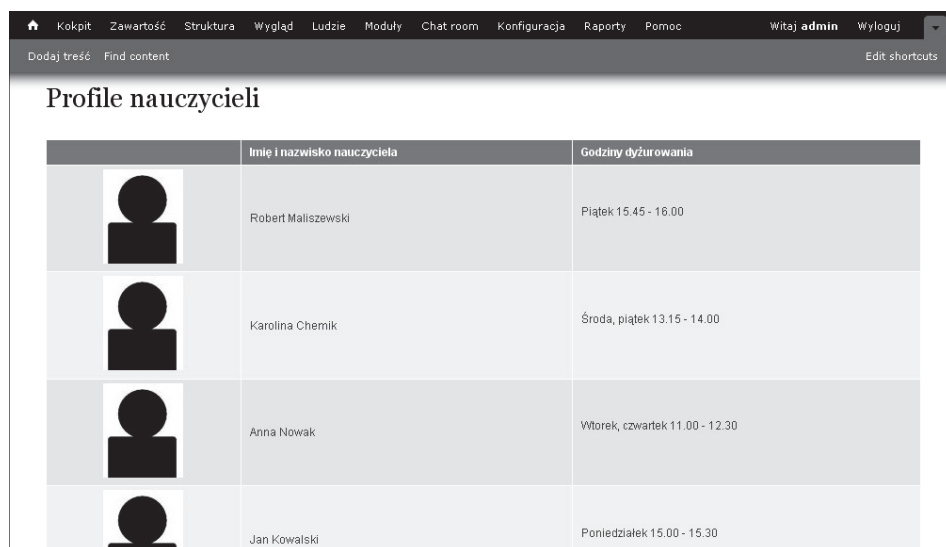 Kokpit Zawartość Struktura Wygląd Ludzie Moduły Chat room Konfiguracja Raporty Pomoc Witaj admin Wyloguj
Dodaj treść Find content Edit shortcuts
Profile nauczycieli
Imię i nazwisko nauczyciela Godziny dyżurowania
Robert Maliszewski Piątek 15.45 - 16.00
Karolina Chemik Środa, piątek 13.15 - 14.00
Anna Nowak Wtorek, czwartek 11.00 - 12.30
Jan Kowalski Poniedziałek 15.00 - 15.30